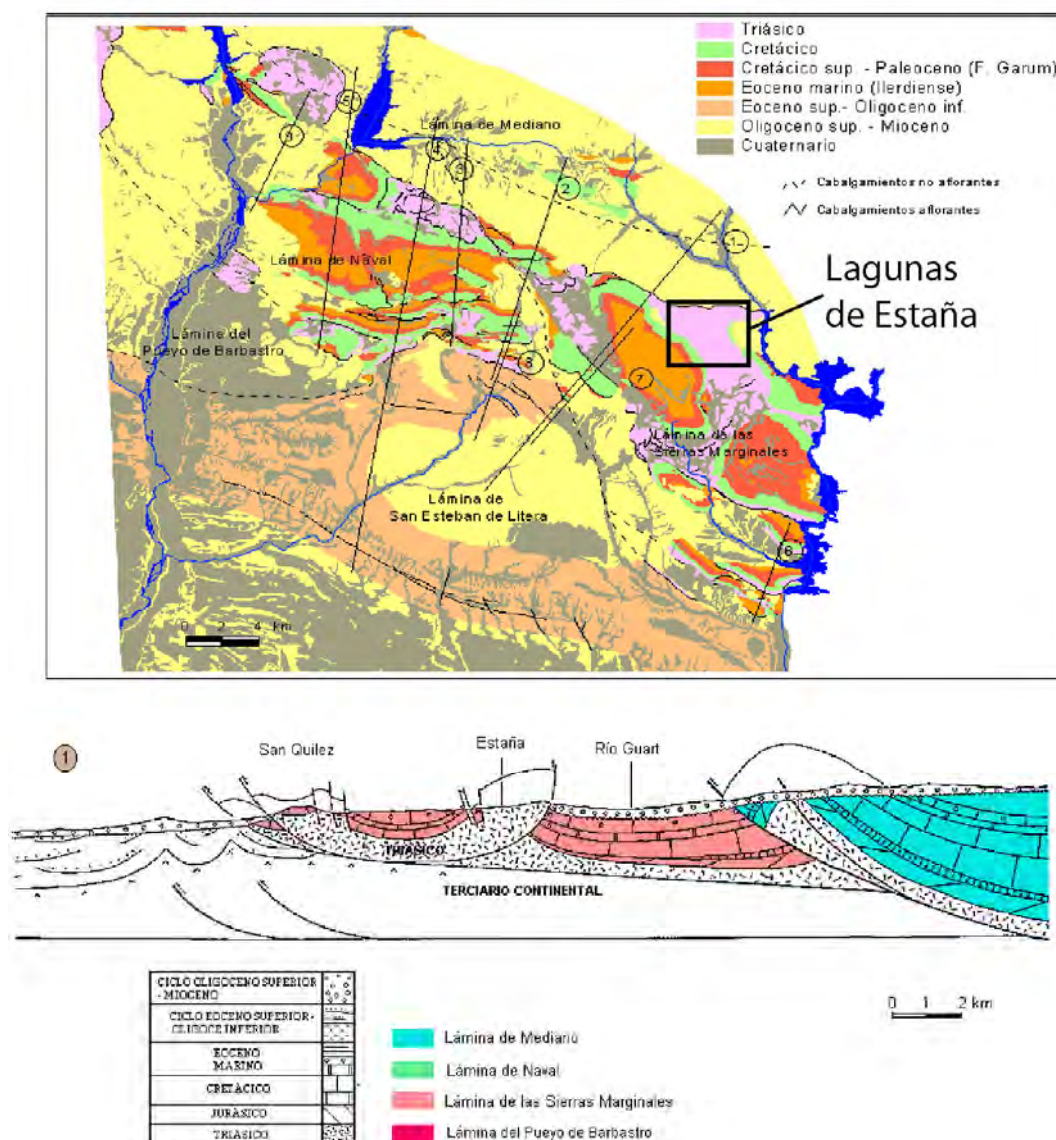 Triásico
Cretácico
Cretácico sup. - Paleoceno (F. Garum)
Eoceno marino (Ilerdiense)
Eoceno sup.- Oligoceno inf.
Oligoceno sup. - Mioceno
Cuaternario
Cabalgamientos no aflorantes
Cabalgamientos aflorantes
Lámina de Mediano
5
4
3
2
1
Lagunas
de Estaña
Lámina de Naval
Lámina del
Pueyo de Barbastro
8
7
Lámina de las
Sierras Marginales
Lámina de
San Esteban de Litera
6
0 2 4 km
1
San Quilez
Estaña
Río Guart
TRIÁSICO
TERCIARIO CONTINENTAL
CICLO OLIGOCENO SUPERIOR
- MIOCENO
CICLO EOCENO SUPERIOR-
OLIGOCE INFERIOR
EOCENO
MARINO
CRETÁCICO
JURÁSICO
TRIÁSICO
0 1 2 km
Lámina de Mediano
Lámina de Naval
Lámina de las Sierras Marginales
Lámina del Pueyo de Barbastro